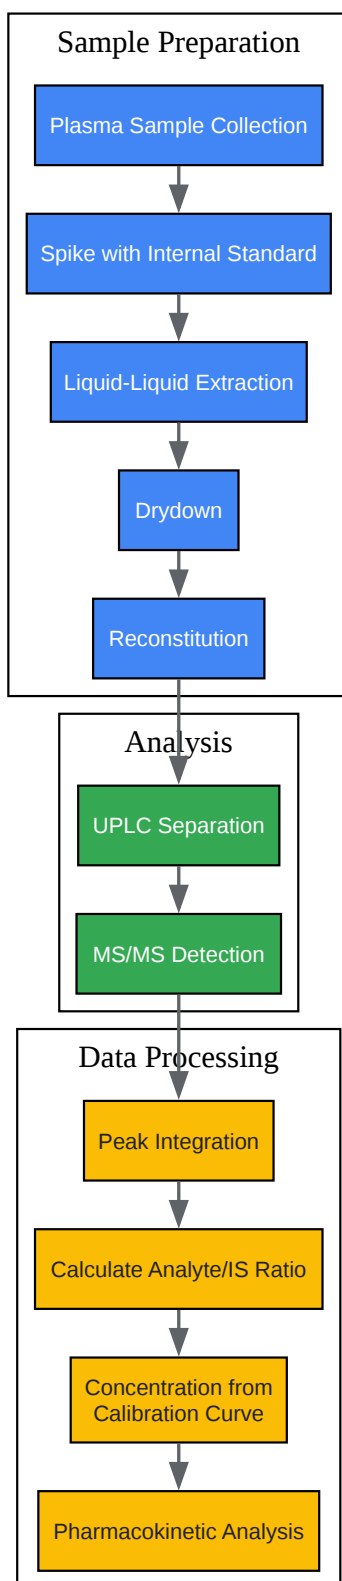 Sample Preparation
Plasma Sample Collection
Spike with Internal Standard
Liquid-Liquid Extraction
Drydown
Reconstitution
Analysis
UPLC Separation
MS/MS Detection
Data Processing
Peak Integration
Calculate Analyte/IS Ratio
Concentration from
Calibration Curve
Pharmacokinetic Analysis